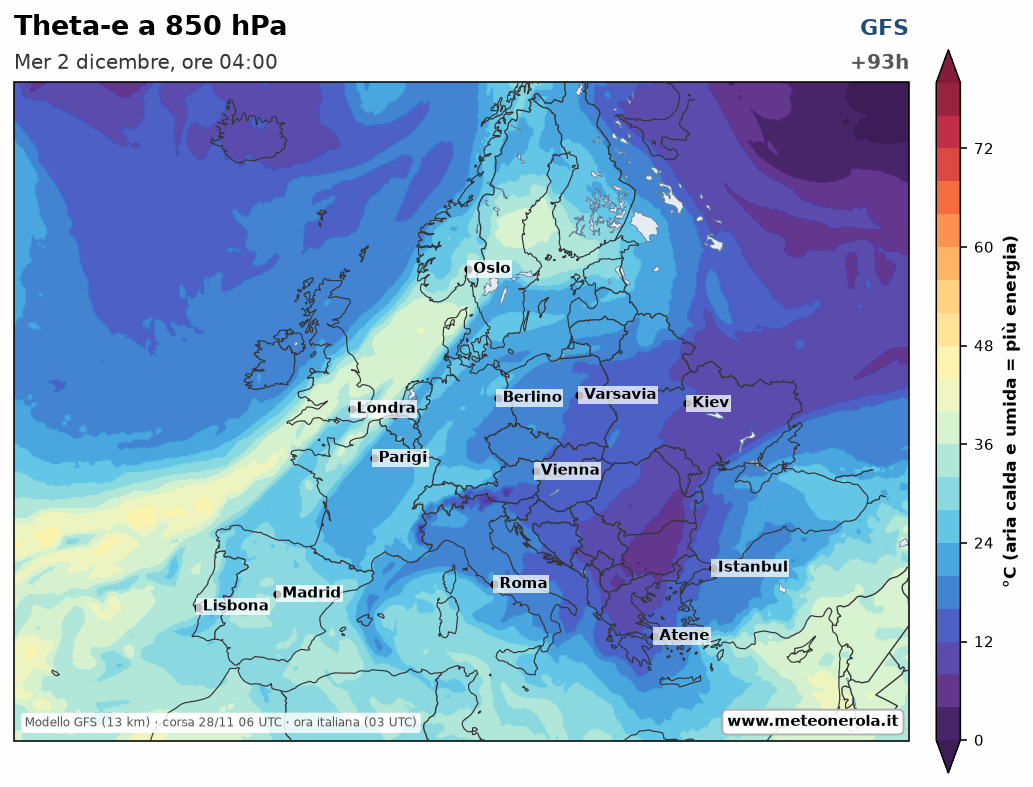 Theta-e a 850 hPa
GFS
Mer 2 dicembre, ore 04:00
+93h
Oslo
Londra
Berlino
Varsavia
Kiev
Parigi
Vienna
Istanbul
Roma
Madrid
Lisbona
Atene
Modello GFS (13 km) · corsa 28/11 06 UTC · ora italiana (03 UTC)
www.meteonerola.it
72
60
48
36
24
12
0
°C (aria calda e umida = più energia)